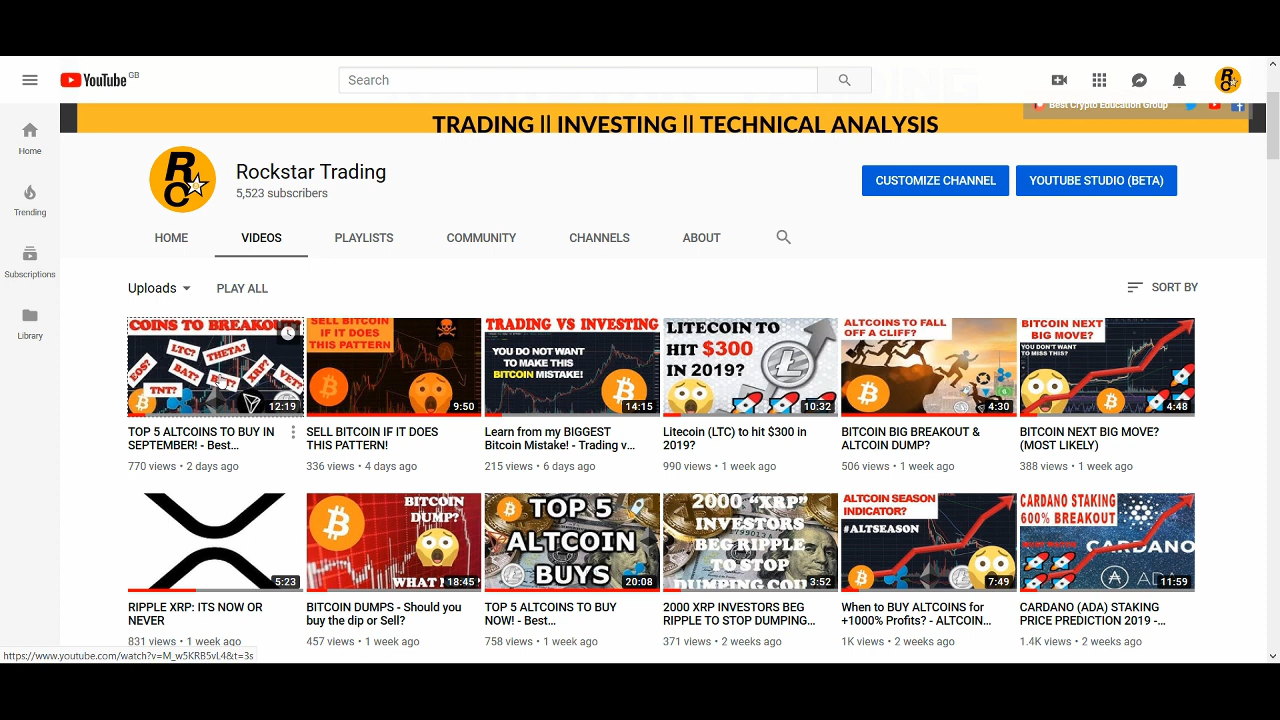 YouTube GB
Search
Best Crypto Education Group
TRADING || INVESTING || TECHNICAL ANALYSIS
Home
Trending
Subscriptions
Library
Rockstar Trading
5,523 subscribers
CUSTOMIZE CHANNEL
YOUTUBE STUDIO (BETA)
HOME
VIDEOS
PLAYLISTS
COMMUNITY
CHANNELS
ABOUT
Uploads
PLAY ALL
SORT BY
COINS TO BREAKOUT?
LTC?
THETA?
EOS?
BAT?
XRP?
VET?
TNT?
12:19
TOP 5 ALTCOINS TO BUY IN
SEPTEMBER! - Best...
770 views • 2 days ago
SELL BITCOIN
IF IT DOES
THIS PATTERN
9:50
SELL BITCOIN IF IT DOES
THIS PATTERN!
336 views • 4 days ago
TRADING VS INVESTING
YOU DO NOT WANT
TO MAKE THIS
BITCOIN MISTAKE!
14:15
Learn from my BIGGEST
Bitcoin Mistake! - Trading v...
215 views • 6 days ago
LITECOIN TO
HIT $300
IN 2019?
10:32
Litecoin (LTC) to hit $300 in
2019?
990 views • 1 week ago
ALTCOINS TO FALL
OFF A CLIFF?
4:30
BITCOIN BIG BREAKOUT &
ALTCOIN DUMP?
506 views • 1 week ago
BITCOIN NEXT
BIG MOVE?
YOU DON'T WANT
TO MISS THIS?
4:48
BITCOIN NEXT BIG MOVE?
(MOST LIKELY)
388 views • 1 week ago
5:23
RIPPLE XRP: ITS NOW OR
NEVER
831 views • 1 week ago
BITCOIN
DUMP?
WHAT
18:45
BITCOIN DUMPS - Should you
buy the dip or Sell?
457 views • 1 week ago
TOP 5
ALTCOIN
BUYS
20:08
TOP 5 ALTCOINS TO BUY
NOW! - Best...
758 views • 1 week ago
2000 "XRP"
INVESTORS
BEG RIPPLE
TO STOP
DUMPING
3:52
2000 XRP INVESTORS BEG
RIPPLE TO STOP DUMPING...
371 views • 2 weeks ago
ALTCOIN SEASON
INDICATOR?
#ALTSEASON
7:49
When to BUY ALTCOINS for
+1000% Profits? - ALTCOIN...
1K views • 2 weeks ago
CARDANO STAKING
600% BREAKOUT
CARDANO
ADA
11:59
CARDANO (ADA) STAKING
PRICE PREDICTION 2019 -...
1.4K views • 2 weeks ago
https://www.youtube.com/watch?v=M_w5KRB5vL4&t=3s